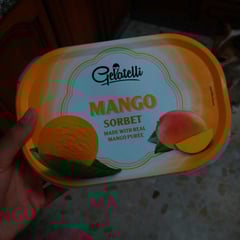 Gelatelli
MANGO
SORBET
MADE WITH REAL
MANGO PURÉE